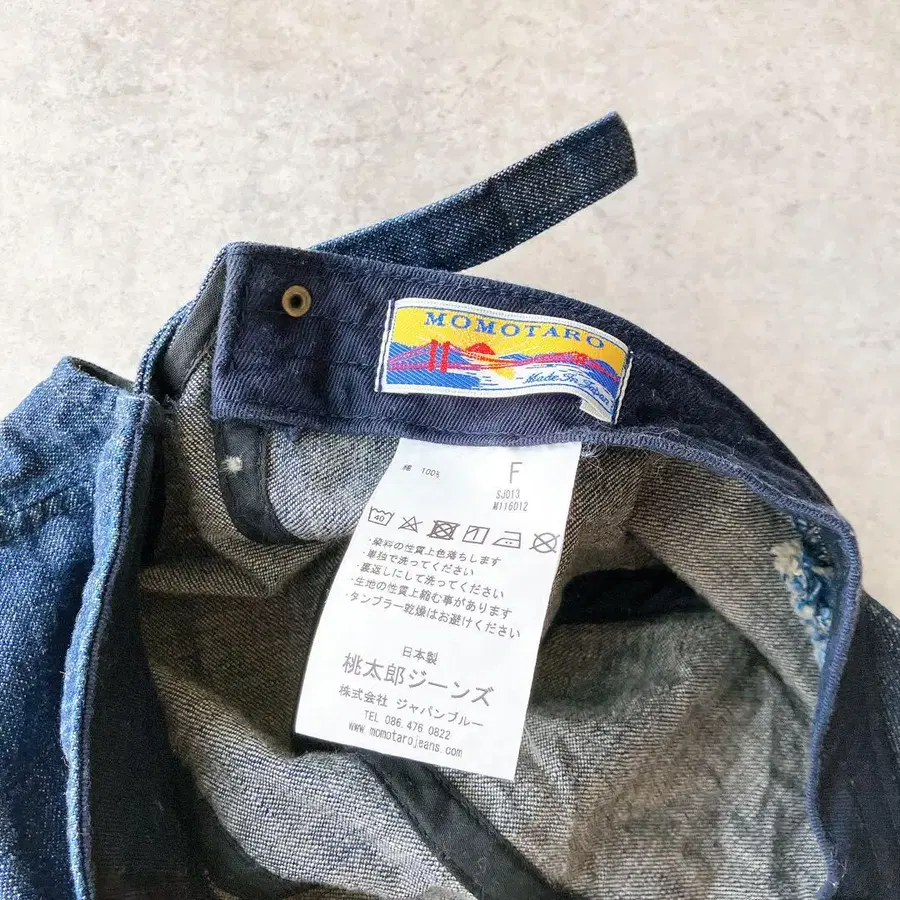 MOMOTARO
Made In Japan
綿 100%
F
SJ013
M116012
40
・染料の性質上色落ちします
・単独で洗ってください
・裏返しにして洗ってください
・生地の性質上縮む事があります
・タンブラー乾燥はお避けください
日本製
桃太郎ジーンズ
株式会社 ジャパンブルー
TEL 086.476 0822
www.momotarojeans.com